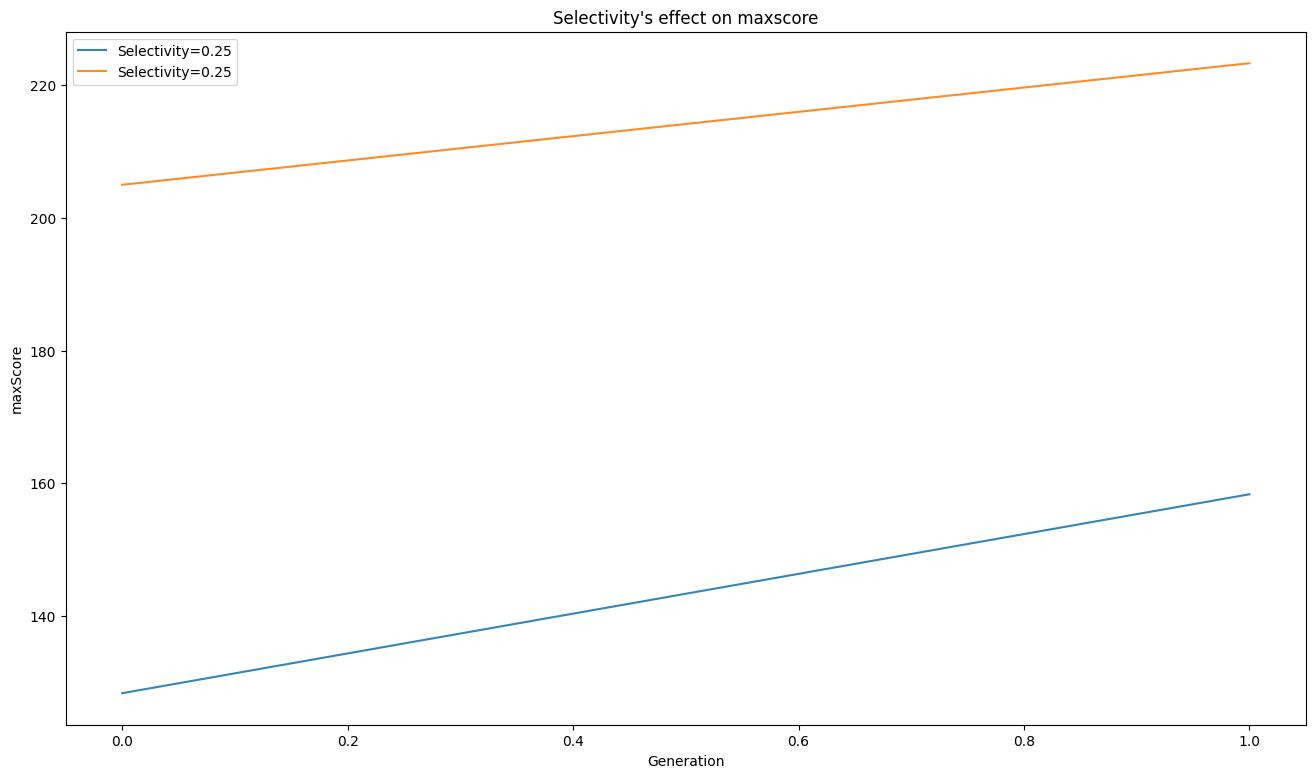 Selectivity's effect on maxscore
Selectivity=0.25
Selectivity=0.25
maxScore
220
200
180
160
140
0.0 0.2 0.4 0.6 0.8 1.0
Generation